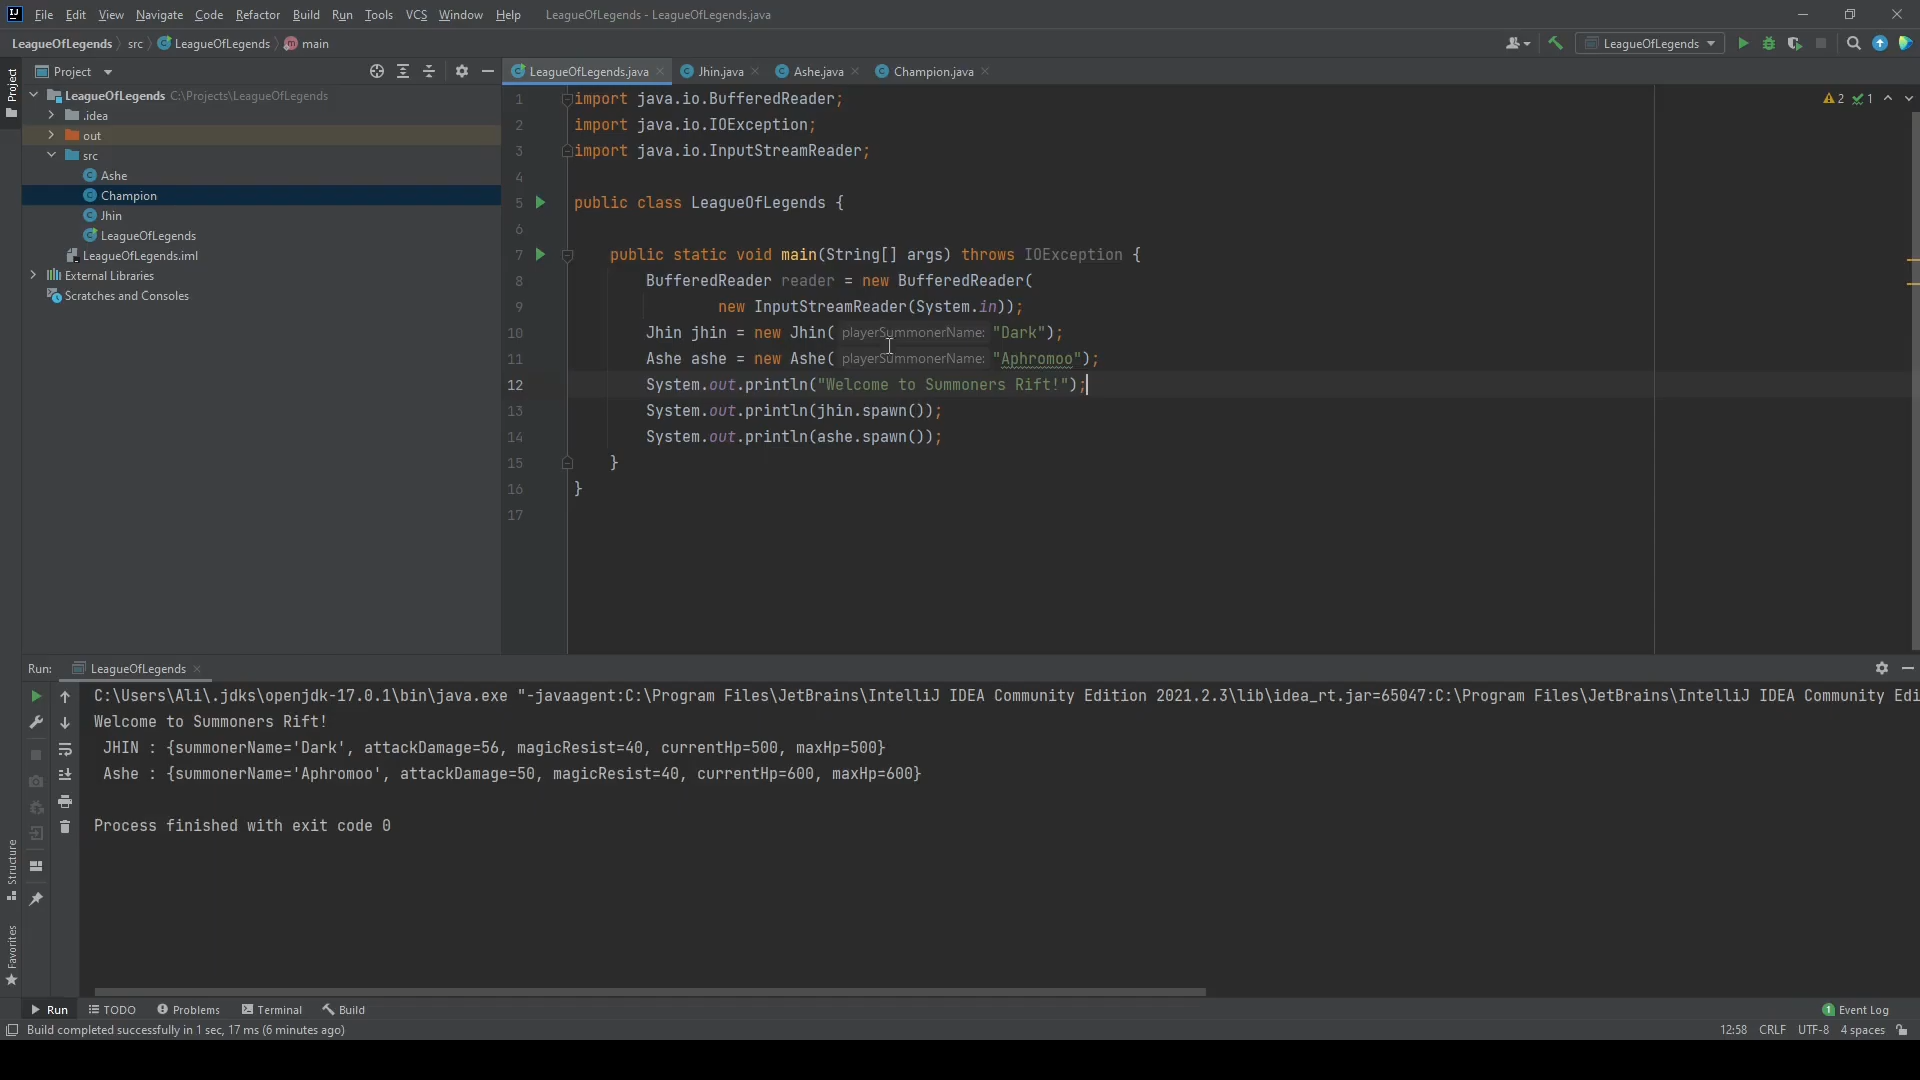 File Edit View Navigate Code Refactor Build Run Tools VCS Window Help LeagueOfLegends - LeagueOfLegends.java
LeagueOfLegends src LeagueOfLegends main
LeagueOfLegends
Project
Project
LeagueOfLegends C:\Projects\LeagueOfLegends
.idea
out
src
Ashe
Champion
Jhin
LeagueOfLegends
LeagueOfLegends.iml
External Libraries
Scratches and Consoles
LeagueOfLegends.java Jhin.java Ashe.java Champion.java
2 1
1 import java.io.BufferedReader;
2 import java.io.IOException;
3 import java.io.InputStreamReader;
4
5 public class LeagueOfLegends {
6
7 public static void main(String[] args) throws IOException {
8 BufferedReader reader = new BufferedReader(
9 new InputStreamReader(System.in));
10 Jhin jhin = new Jhin( playerSummonerName: "Dark");
11 Ashe ashe = new Ashe( playerSummonerName: "Aphromoo");
12 System.out.println("Welcome to Summoners Rift!");
13 System.out.println(jhin.spawn());
14 System.out.println(ashe.spawn());
15 }
16 }
17
Run: LeagueOfLegends
C:\Users\Ali\.jdks\openjdk-17.0.1\bin\java.exe "-javaagent:C:\Program Files\JetBrains\IntelliJ IDEA Community Edition 2021.2.3\lib\idea_rt.jar=65047:C:\Program Files\JetBrains\IntelliJ IDEA Community Edi
Welcome to Summoners Rift!
JHIN : {summonerName='Dark', attackDamage=56, magicResist=40, currentHp=500, maxHp=500}
Ashe : {summonerName='Aphromoo', attackDamage=50, magicResist=40, currentHp=600, maxHp=600}
Process finished with exit code 0
Structure
Favorites
Run TODO Problems Terminal Build
1 Event Log
Build completed successfully in 1 sec, 17 ms (6 minutes ago)
12:58 CRLF UTF-8 4 spaces